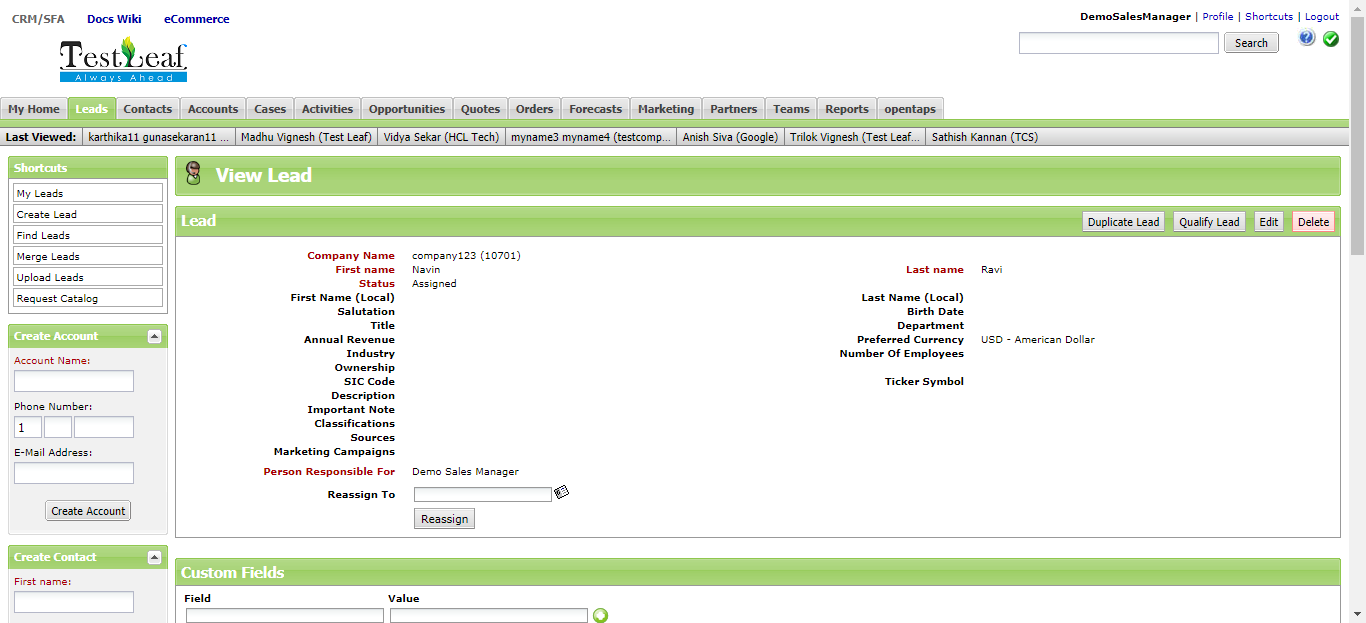 CRM/SFA Docs Wiki eCommerce
DemoSalesManager | Profile | Shortcuts | Logout
TestLeaf
Always Ahead
Search
My Home Leads Contacts Accounts Cases Activities Opportunities Quotes Orders Forecasts Marketing Partners Teams Reports opentaps
Last Viewed: karthika11 gunasekaran11 ... Madhu Vignesh (Test Leaf) Vidya Sekar (HCL Tech) myname3 myname4 (testcomp... Anish Siva (Google) Trilok Vignesh (Test Leaf... Sathish Kannan (TCS)
Shortcuts
My Leads
Create Lead
Find Leads
Merge Leads
Upload Leads
Request Catalog
Create Account
Account Name:
Phone Number:
1
E-Mail Address:
Create Account
Create Contact
First name:
View Lead
Lead
Duplicate Lead Qualify Lead Edit Delete
Company Name company123 (10701)
First name Navin Last name Ravi
Status Assigned
First Name (Local) Last Name (Local)
Salutation Birth Date
Title Department
Annual Revenue Preferred Currency USD - American Dollar
Industry Number Of Employees
Ownership
SIC Code Ticker Symbol
Description
Important Note
Classifications
Sources
Marketing Campaigns
Person Responsible For Demo Sales Manager
Reassign To
Reassign
Custom Fields
Field Value